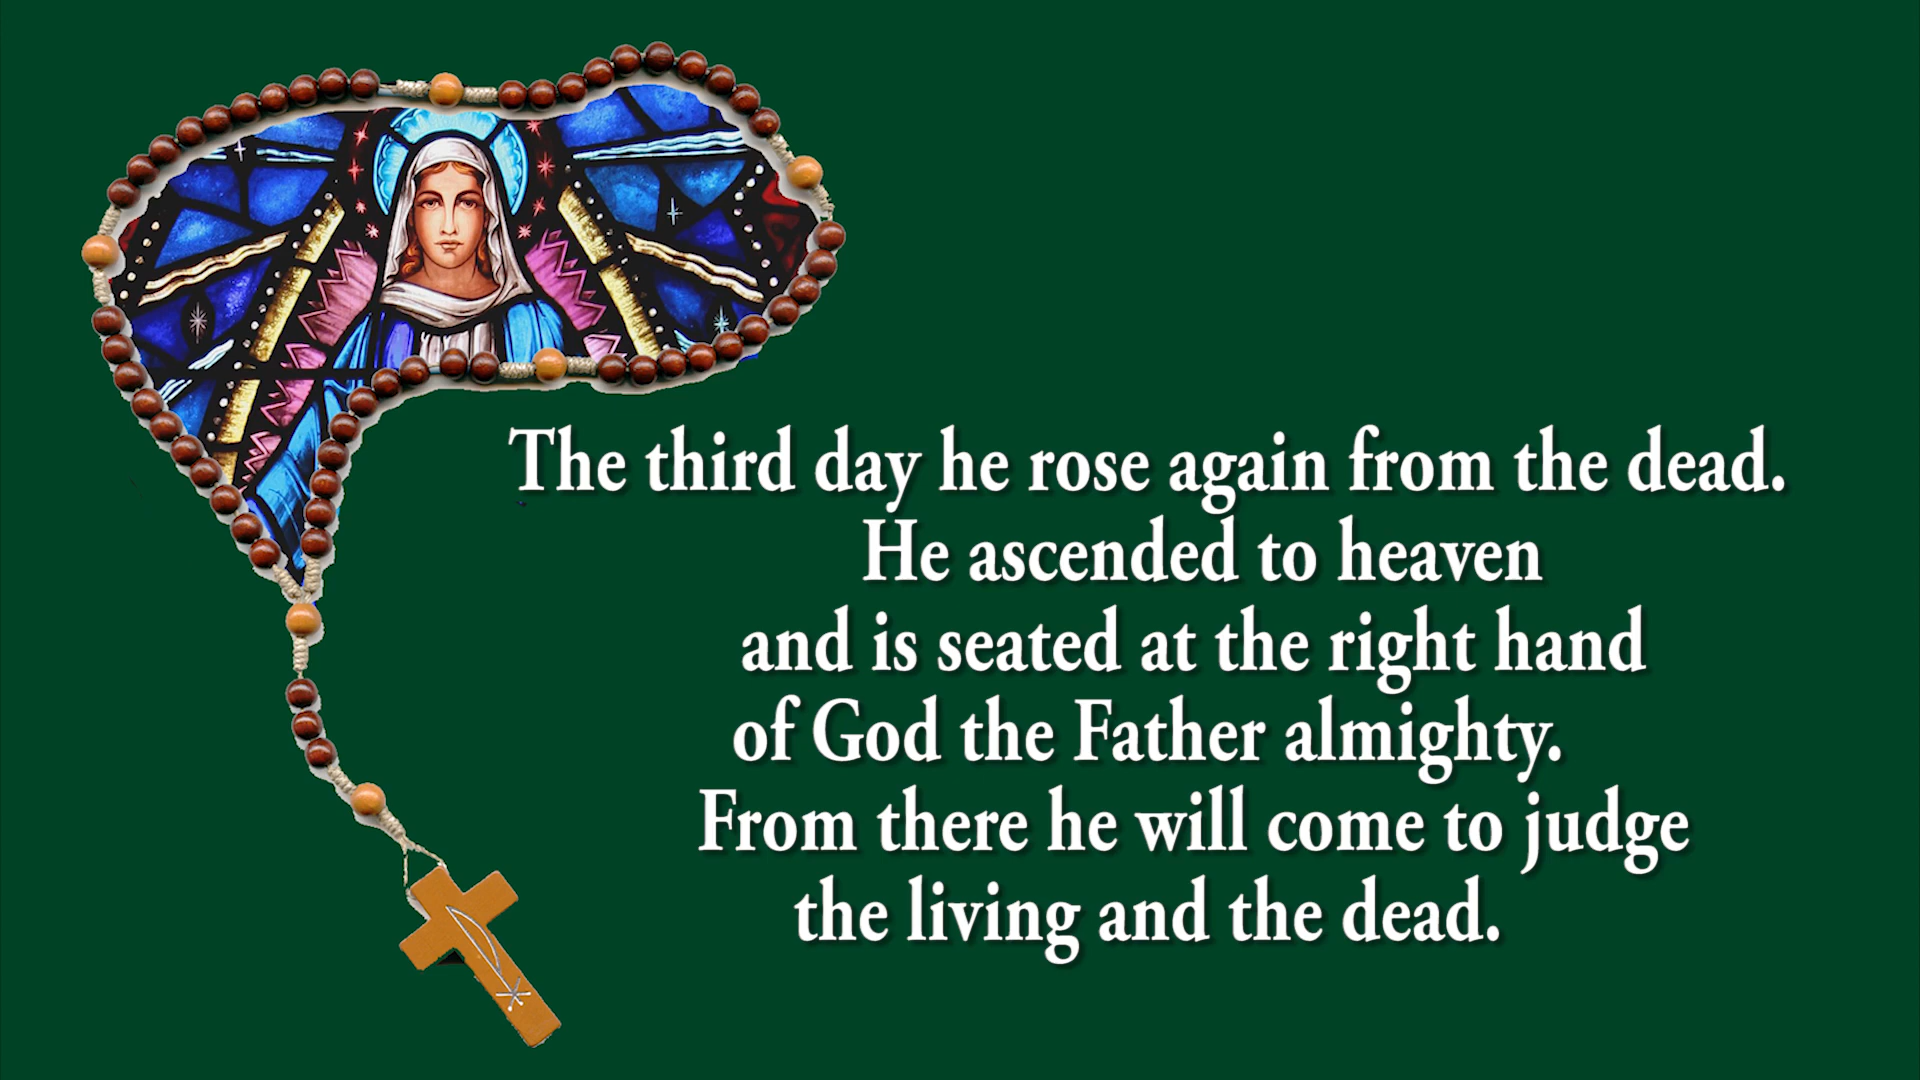 The third day he rose again from the dead.
He ascended to heaven
and is seated at the right hand
of God the Father almighty.
From there he will come to judge
the living and the dead.